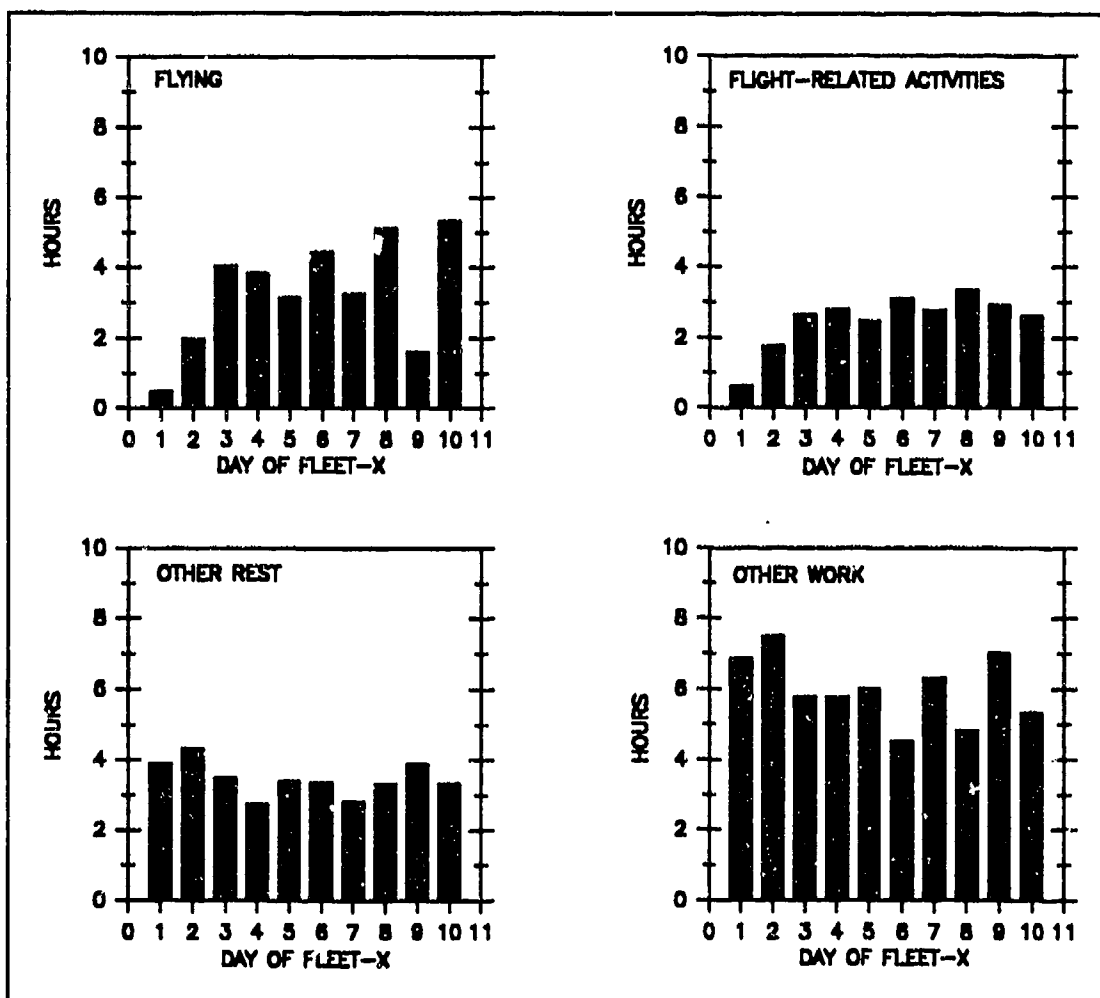 FLYING
10
8
6
4
2
0
HOURS
0 1 2 3 4 5 6 7 8 9 10 11
DAY OF FLEET-X
FLIGHT-RELATED ACTIVITIES
10
8
6
4
2
0
HOURS
0 1 2 3 4 5 6 7 8 9 10 11
DAY OF FLEET-X
OTHER REST
10
8
6
4
2
0
HOURS
0 1 2 3 4 5 6 7 8 9 10 11
DAY OF FLEET-X
OTHER WORK
10
8
6
4
2
0
HOURS
0 1 2 3 4 5 6 7 8 9 10 11
DAY OF FLEET-X